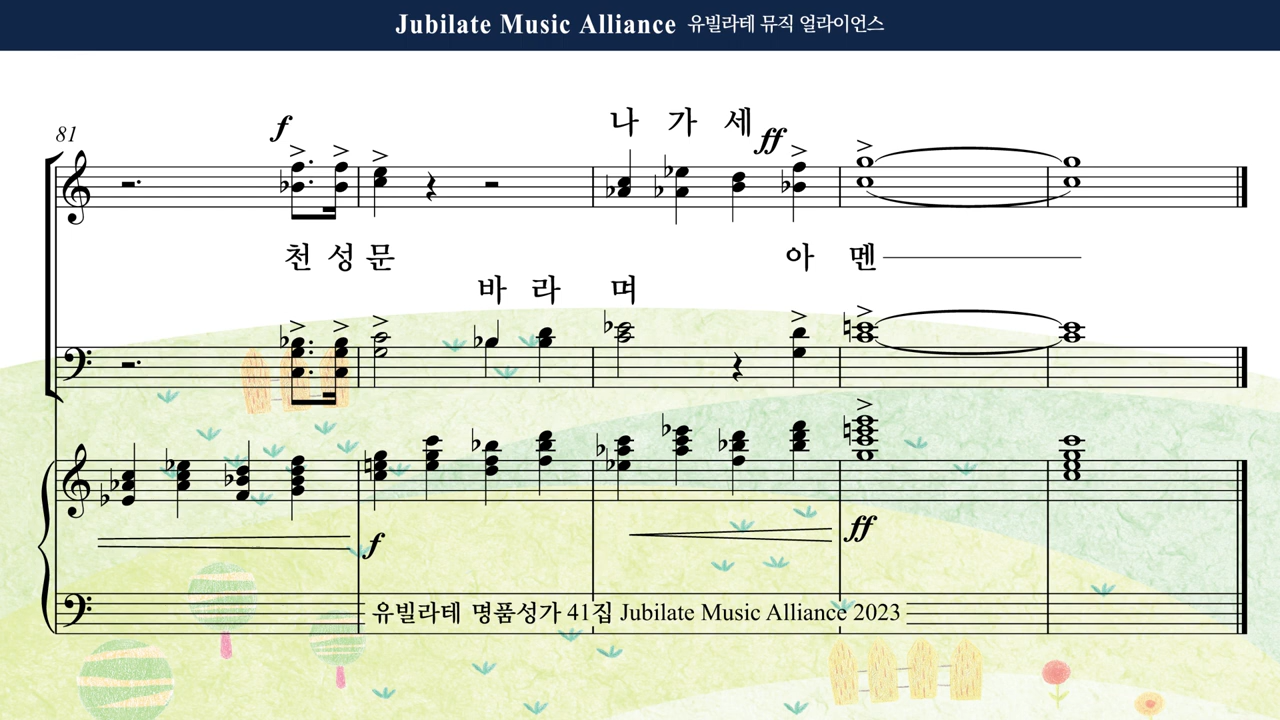 Jubilate Music Alliance 유빌라테 뮤직 얼라이언스
81
f
나 가 세
ff
천 성 문
아 멘
바 라 며
f
ff
유빌라테 명품성가 41집 Jubilate Music Alliance 2023